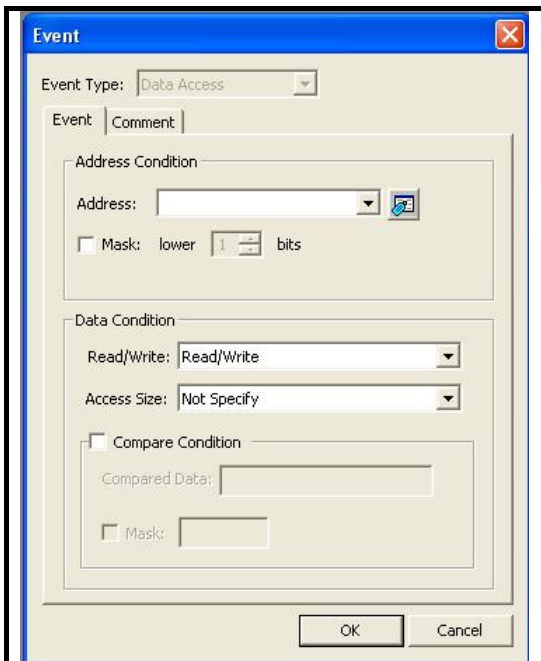 Event
Event Type: Data Access
Event Comment
Address Condition
Address:
Mask: lower 1 bits
Data Condition
Read/Write: Read/Write
Access Size: Not Specify
Compare Condition
Compared Data:
Mask:
OK Cancel